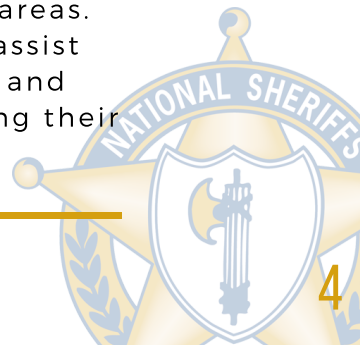 areas.
assist
and
ng their
NATIONAL SHERIFFS
4